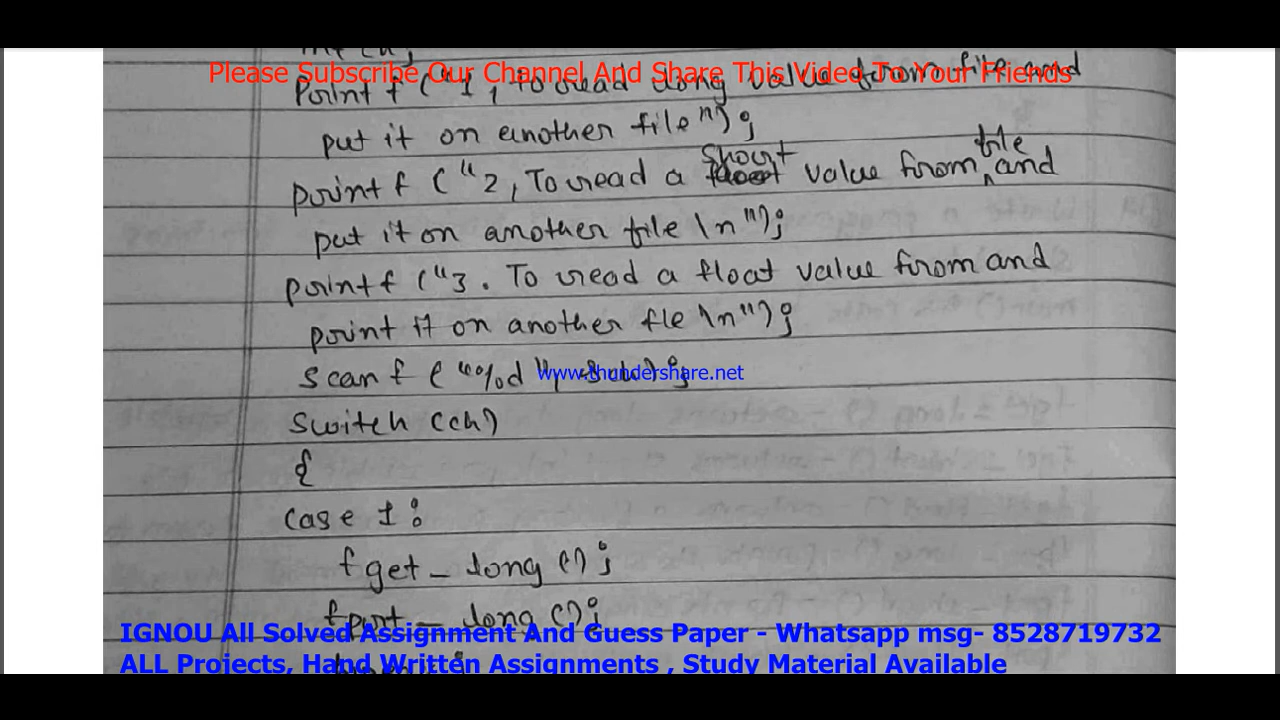 int ch;
Please Subscribe Our Channel And Share This Video To Your Friends
printf ("1, To read long value from file and
put it on another file");
printf ("2, To read a short value from file and
put it on another file \n");
printf ("3. To read a float value from and
print it on another fle \n");
scanf ("%d",
www.thundershare.net
switch (ch)
{
case 1:
fget_long ();
fput_long ();
IGNOU All Solved Assignment And Guess Paper - Whatsapp msg- 8528719732
ALL Projects, Hand Written Assignments , Study Material Available